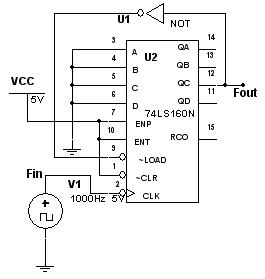 U1
NOT
3
A
U2
QA
14
4
B
QB
13
5
C
QC
12
VCC
6
D
QD
11
Fout
5V
7
ENP
74LS160N
10
ENT
RCO
15
9
~LOAD
Fin
1
~CLR
V1
2
CLK
1000Hz 5V